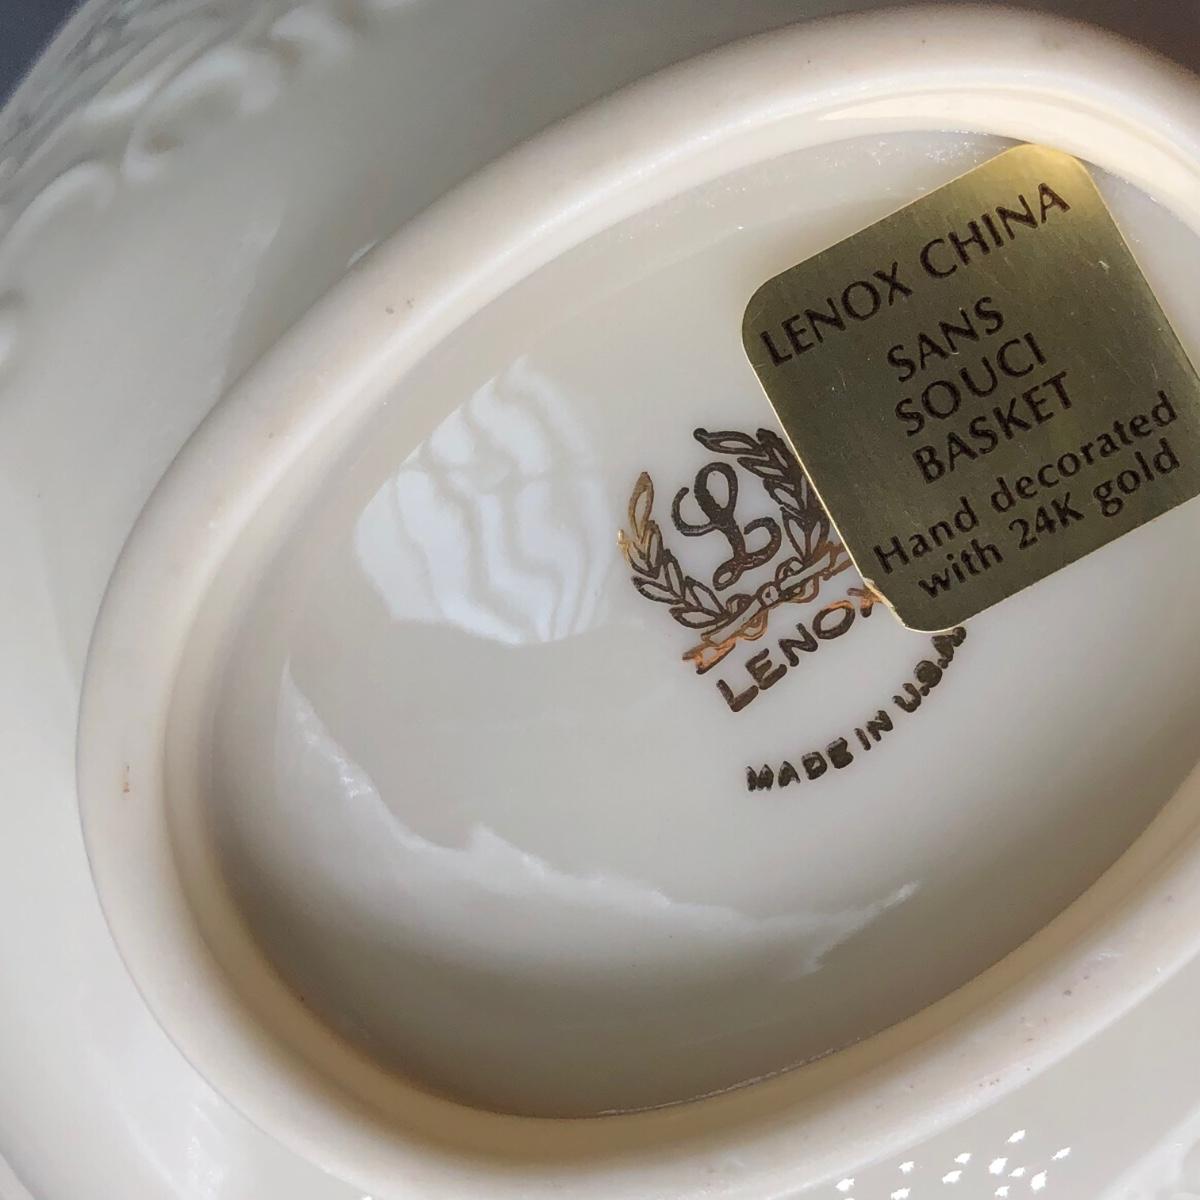 LENOX CHINA
SANS
SOUCI
BASKET
Hand decorated
with 24K gold
L
LENOX
MADE IN U.S.A.